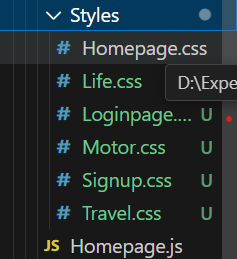 Styles
# Homepage.css
# Life.css
D:\Expe
# Loginpage.... U
# Motor.css U
# Signup.css U
# Travel.css U
JS Homepage.js